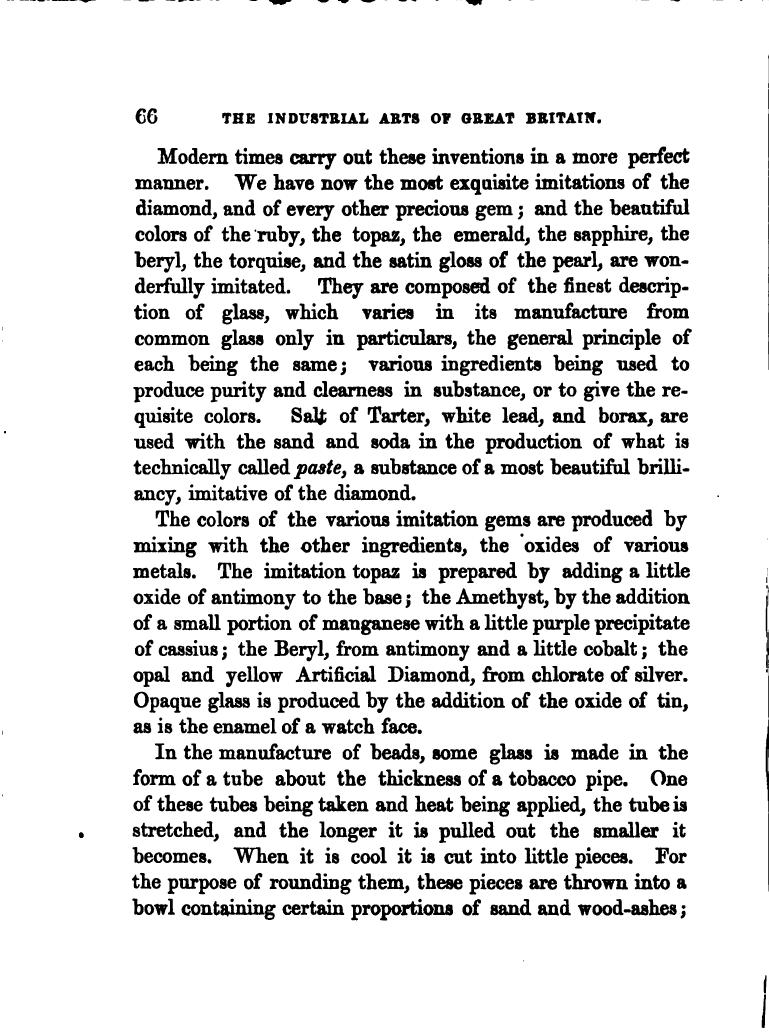 66 THE INDUSTRIAL ARTS OF GREAT BRITAIN.
Modern times carry out these inventions in a more perfect
manner. We have now the most exquisite imitations of the
diamond, and of every other precious gem; and the beautiful
colors of the ruby, the topaz, the emerald, the sapphire, the
beryl, the torquise, and the satin gloss of the pearl, are won-
derfully imitated. They are composed of the finest descrip-
tion of glass, which varies in its manufacture from
common glass only in particulars, the general principle of
each being the same; various ingredients being used to
produce purity and clearness in substance, or to give the re-
quisite colors. Salt of Tarter, white lead, and borax, are
used with the sand and soda in the production of what is
technically called paste, a substance of a most beautiful brilli-
ancy, imitative of the diamond.
The colors of the various imitation gems are produced by
mixing with the other ingredients, the oxides of various
metals. The imitation topaz is prepared by adding a little
oxide of antimony to the base; the Amethyst, by the addition
of a small portion of manganese with a little purple precipitate
of cassius; the Beryl, from antimony and a little cobalt; the
opal and yellow Artificial Diamond, from chlorate of silver.
Opaque glass is produced by the addition of the oxide of tin,
as is the enamel of a watch face.
In the manufacture of beads, some glass is made in the
form of a tube about the thickness of a tobacco pipe. One
of these tubes being taken and heat being applied, the tube is
stretched, and the longer it is pulled out the smaller it
becomes. When it is cool it is cut into little pieces. For
the purpose of rounding them, these pieces are thrown into a
bowl containing certain proportions of sand and wood-ashes;